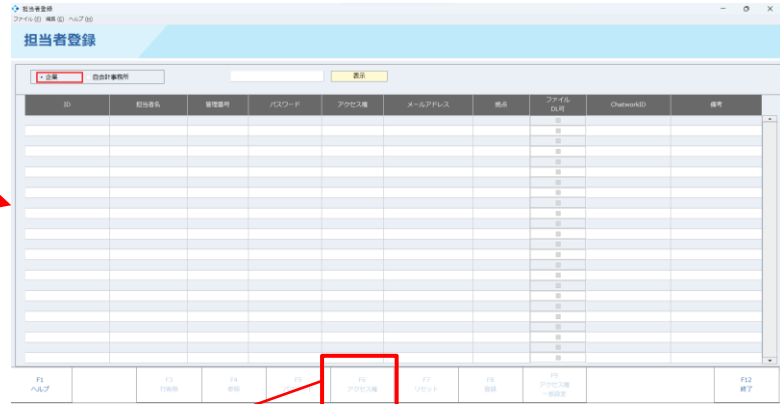 担当者登録
ファイル(F) 編集(E) ヘルプ(H)
担当者登録
企業 自会計事務所 表示
ID 担当者名 管理番号 パスワード アクセス権 メールアドレス 拠点 ファイル ChatworkID 備考
DL可
F1 F3 F4 F5 F6 F7 F8 F9 F12
ヘルプ 行削除 参照 アクセス権 リセット 登録 アクセス権 終了
一括設定